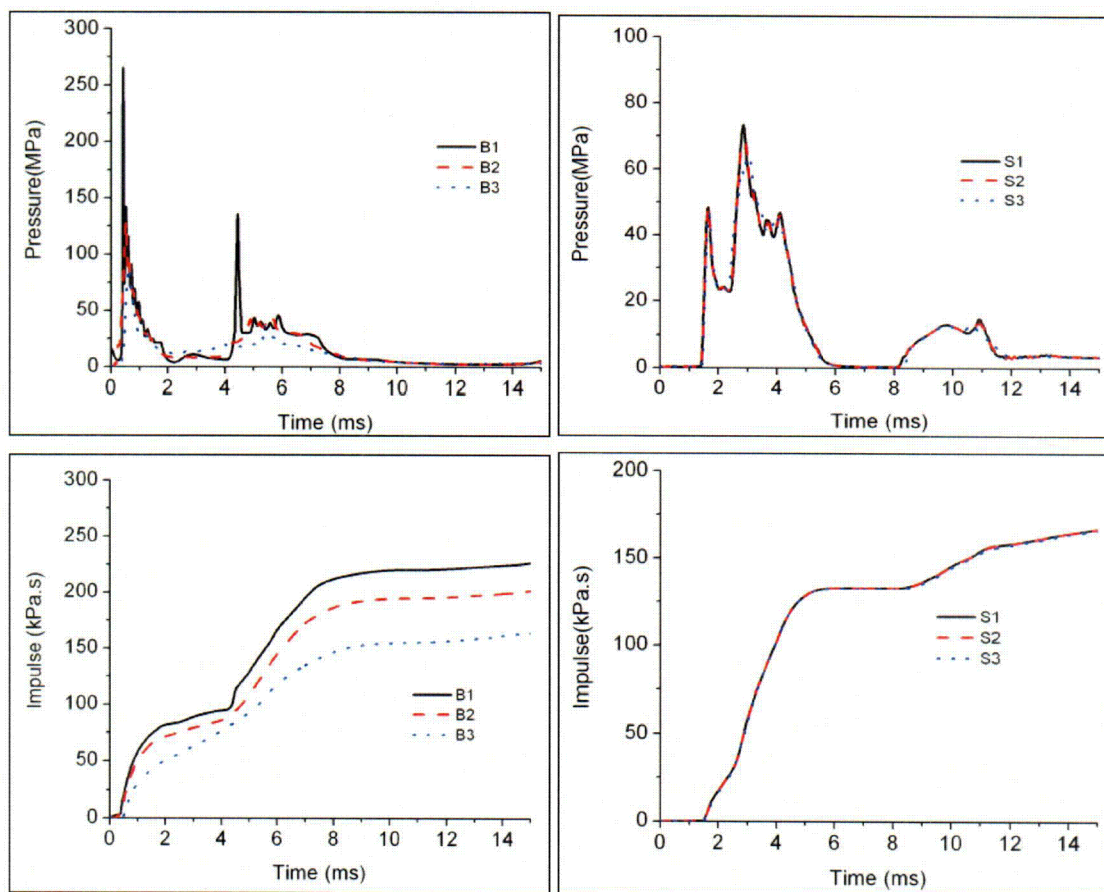 300
250
200
150
100
50
0
Pressure(MPa)
B1
B2
B3
0 2 4 6 8 10 12 14
Time (ms)
100
80
60
40
20
0
Pressure(MPa)
S1
S2
S3
0 2 4 6 8 10 12 14
Time (ms)
300
250
200
150
100
50
0
Impulse (kPa.s)
B1
B2
B3
0 2 4 6 8 10 12 14
Time (ms)
200
150
100
50
0
Impulse(kPa.s)
S1
S2
S3
0 2 4 6 8 10 12 14
Time (ms)